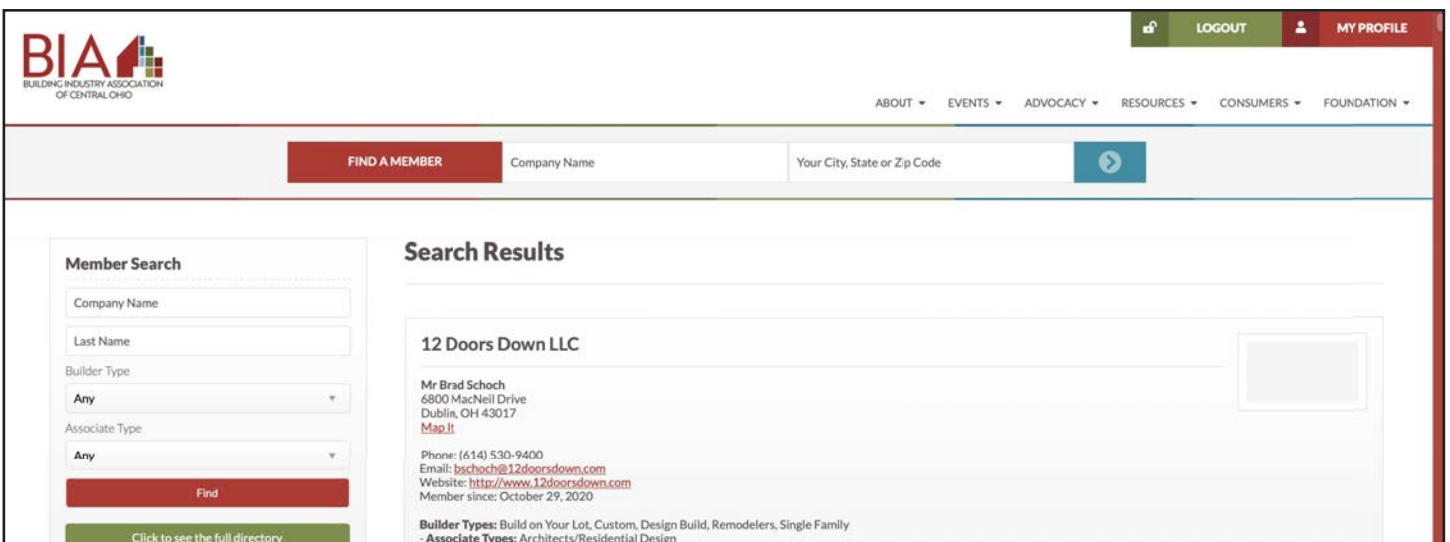 LOGOUT
MY PROFILE
BIA
BUILDING INDUSTRY ASSOCIATION
OF CENTRAL OHIO
ABOUT EVENTS ADVOCACY RESOURCES CONSUMERS FOUNDATION
FIND A MEMBER Company Name Your City, State or Zip Code
Member Search
Company Name
Last Name
Builder Type
Any
Associate Type
Any
Find
Click to see the full directory
Search Results
12 Doors Down LLC
Mr Brad Schoch
6800 MacNeil Drive
Dublin, OH 43017
Map It
Phone: (614) 530-9400
Email: bschoch@12doorsdown.com
Website: http://www.12doorsdown.com
Member since: October 29, 2020
Builder Types: Build on Your Lot, Custom, Design Build, Remodelers, Single Family
- Associate Types: Architects/Residential Design